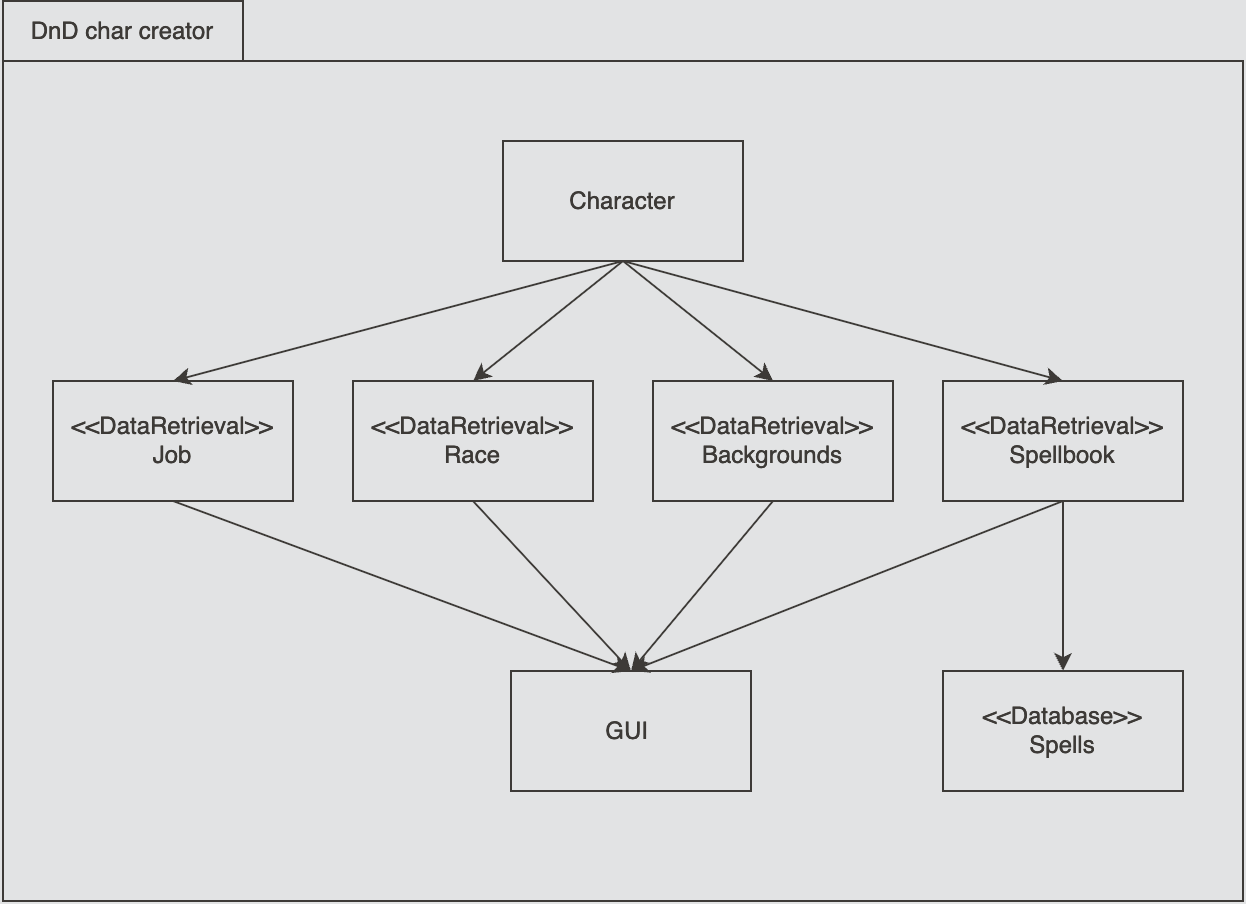 DnD char creator
Character
<<DataRetrieval>>
Job
<<DataRetrieval>>
Race
<<DataRetrieval>>
Backgrounds
<<DataRetrieval>>
Spellbook
GUI
<<Database>>
Spells